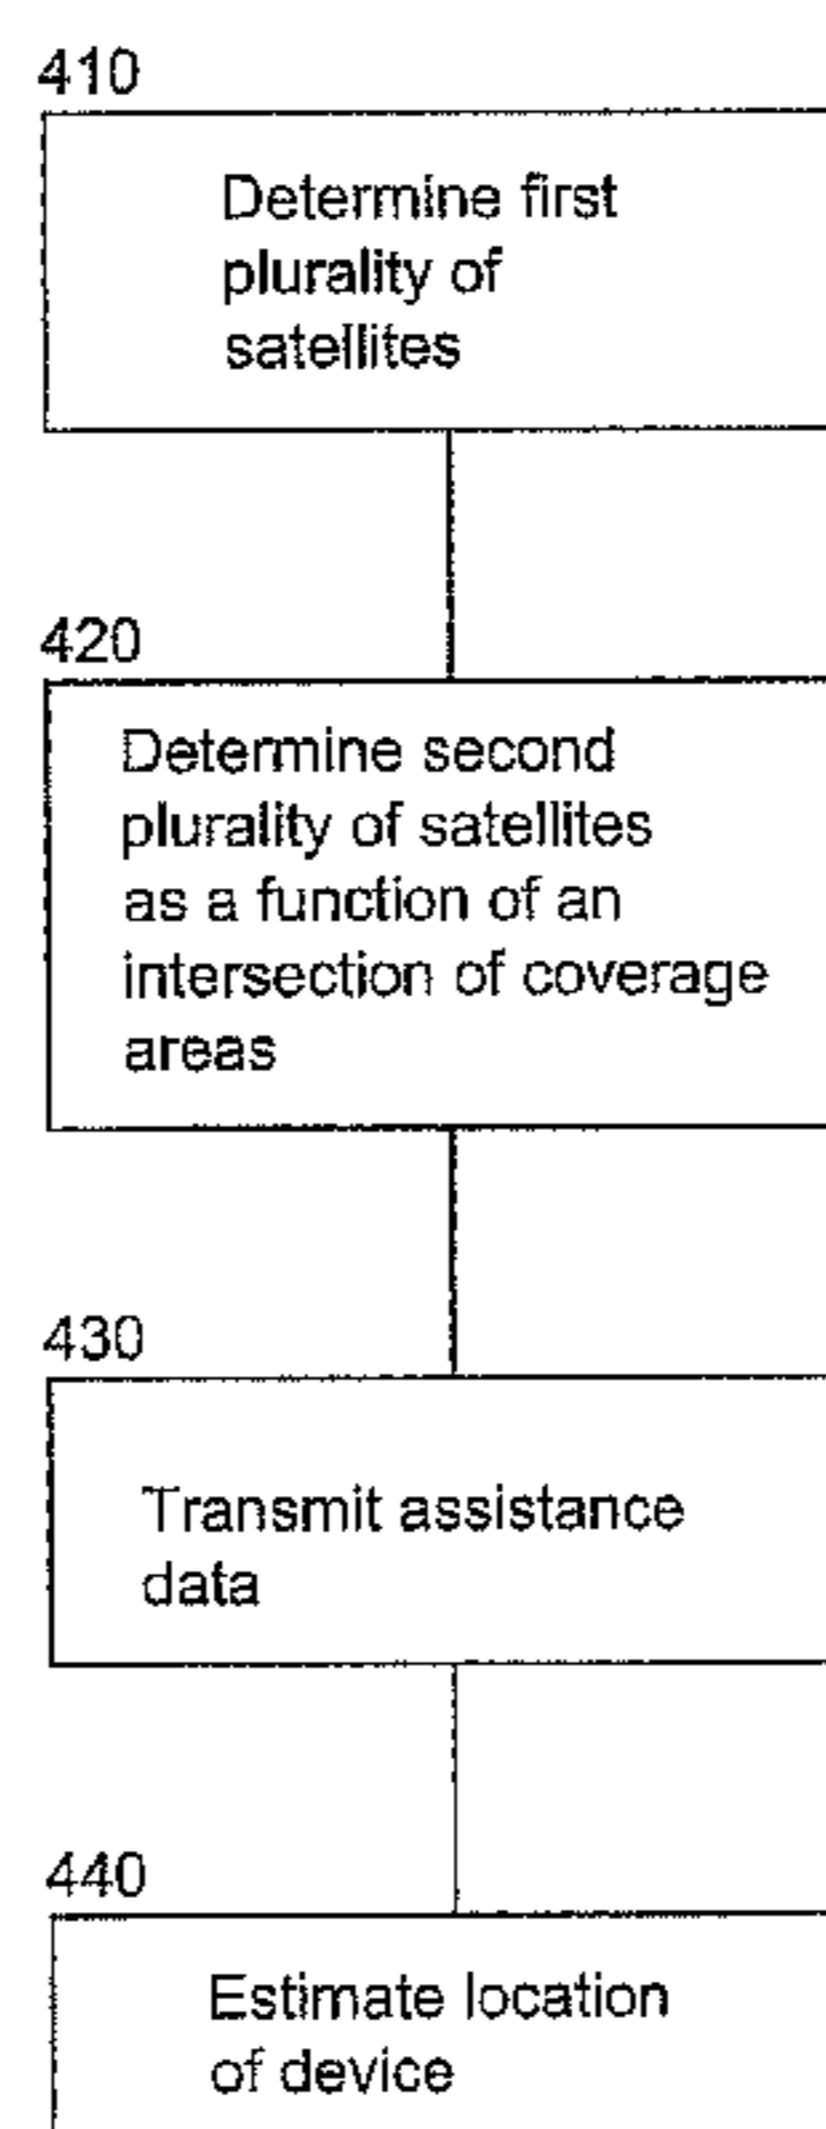 410
Determine first
plurality of
satellites
420
Determine second
plurality of satellites
as a function of an
intersection of coverage
areas
430
Transmit assistance
data
440
Estimate location
of device